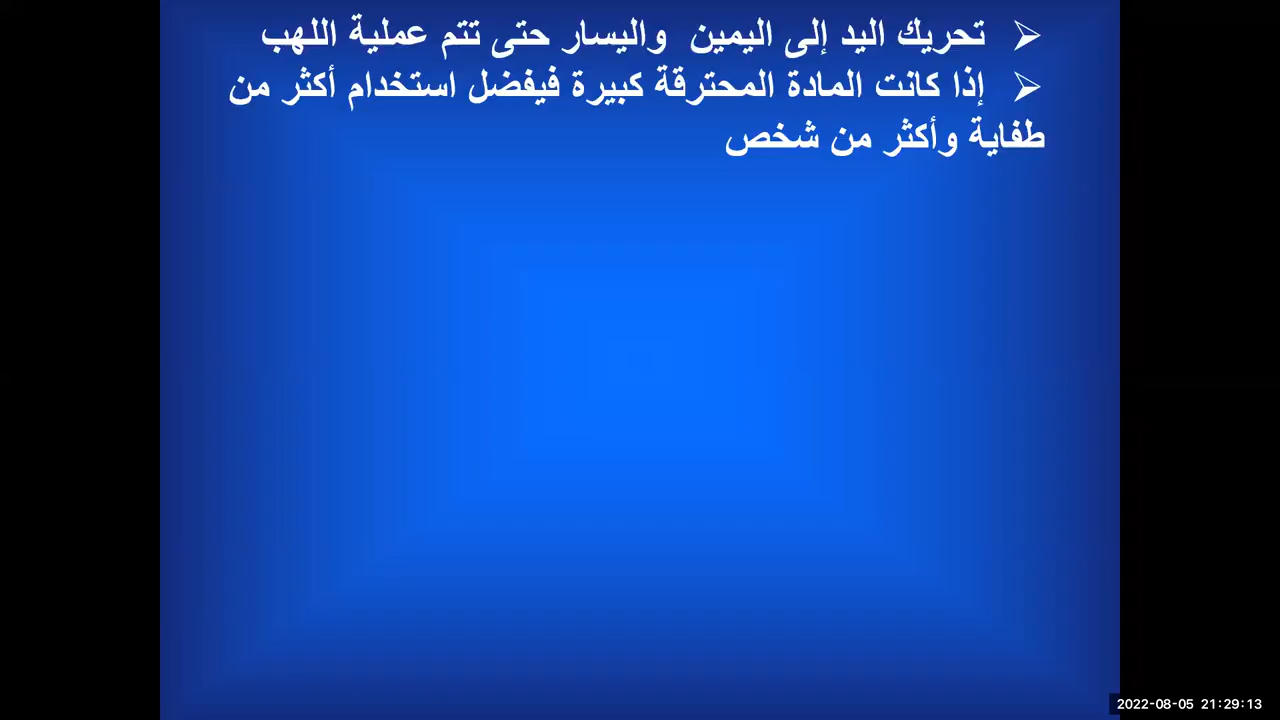 ➢ تحريك اليد إلى اليمين واليسار حتى تتم عملية اللهب
➢ إذا كانت المادة المحترقة كبيرة فيفضل استخدام أكثر من
طفاية وأكثر من شخص
2022-08-05 21:29:13